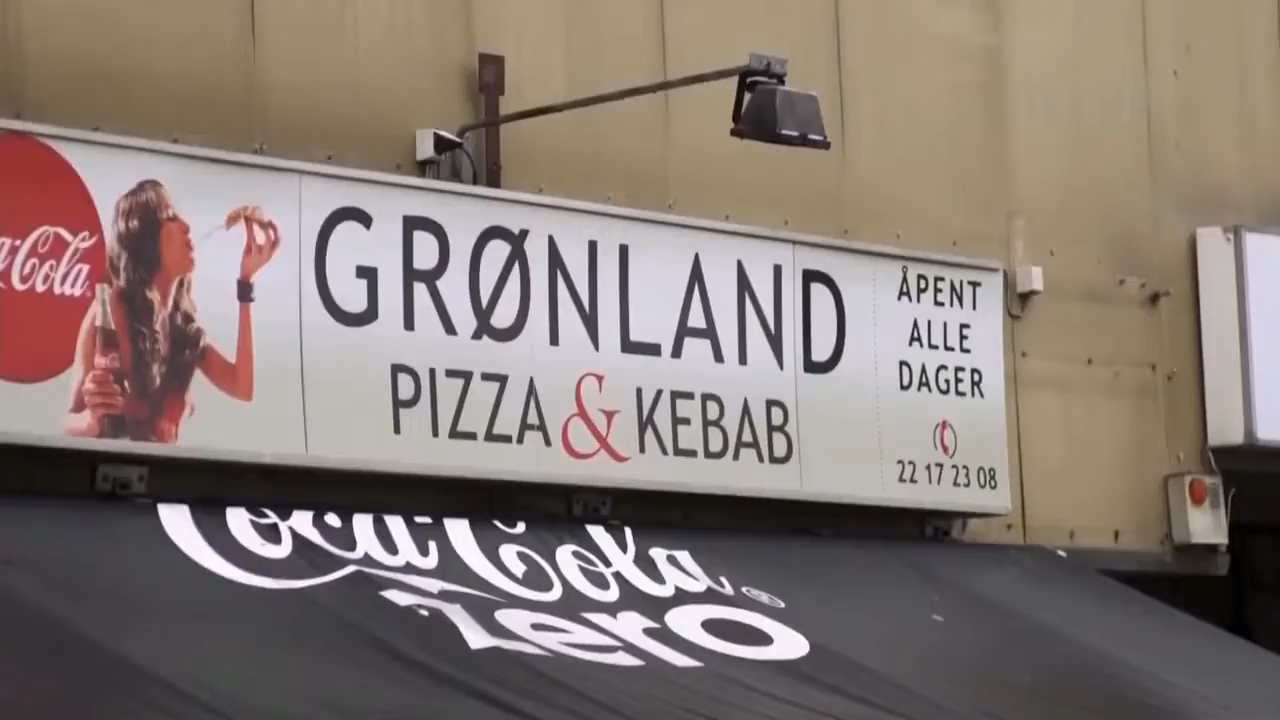 Coca-Cola
GRØNLAND
PIZZA & KEBAB
ÅPENT
ALLE
DAGER
22 17 23 08
Coca-Cola
zero